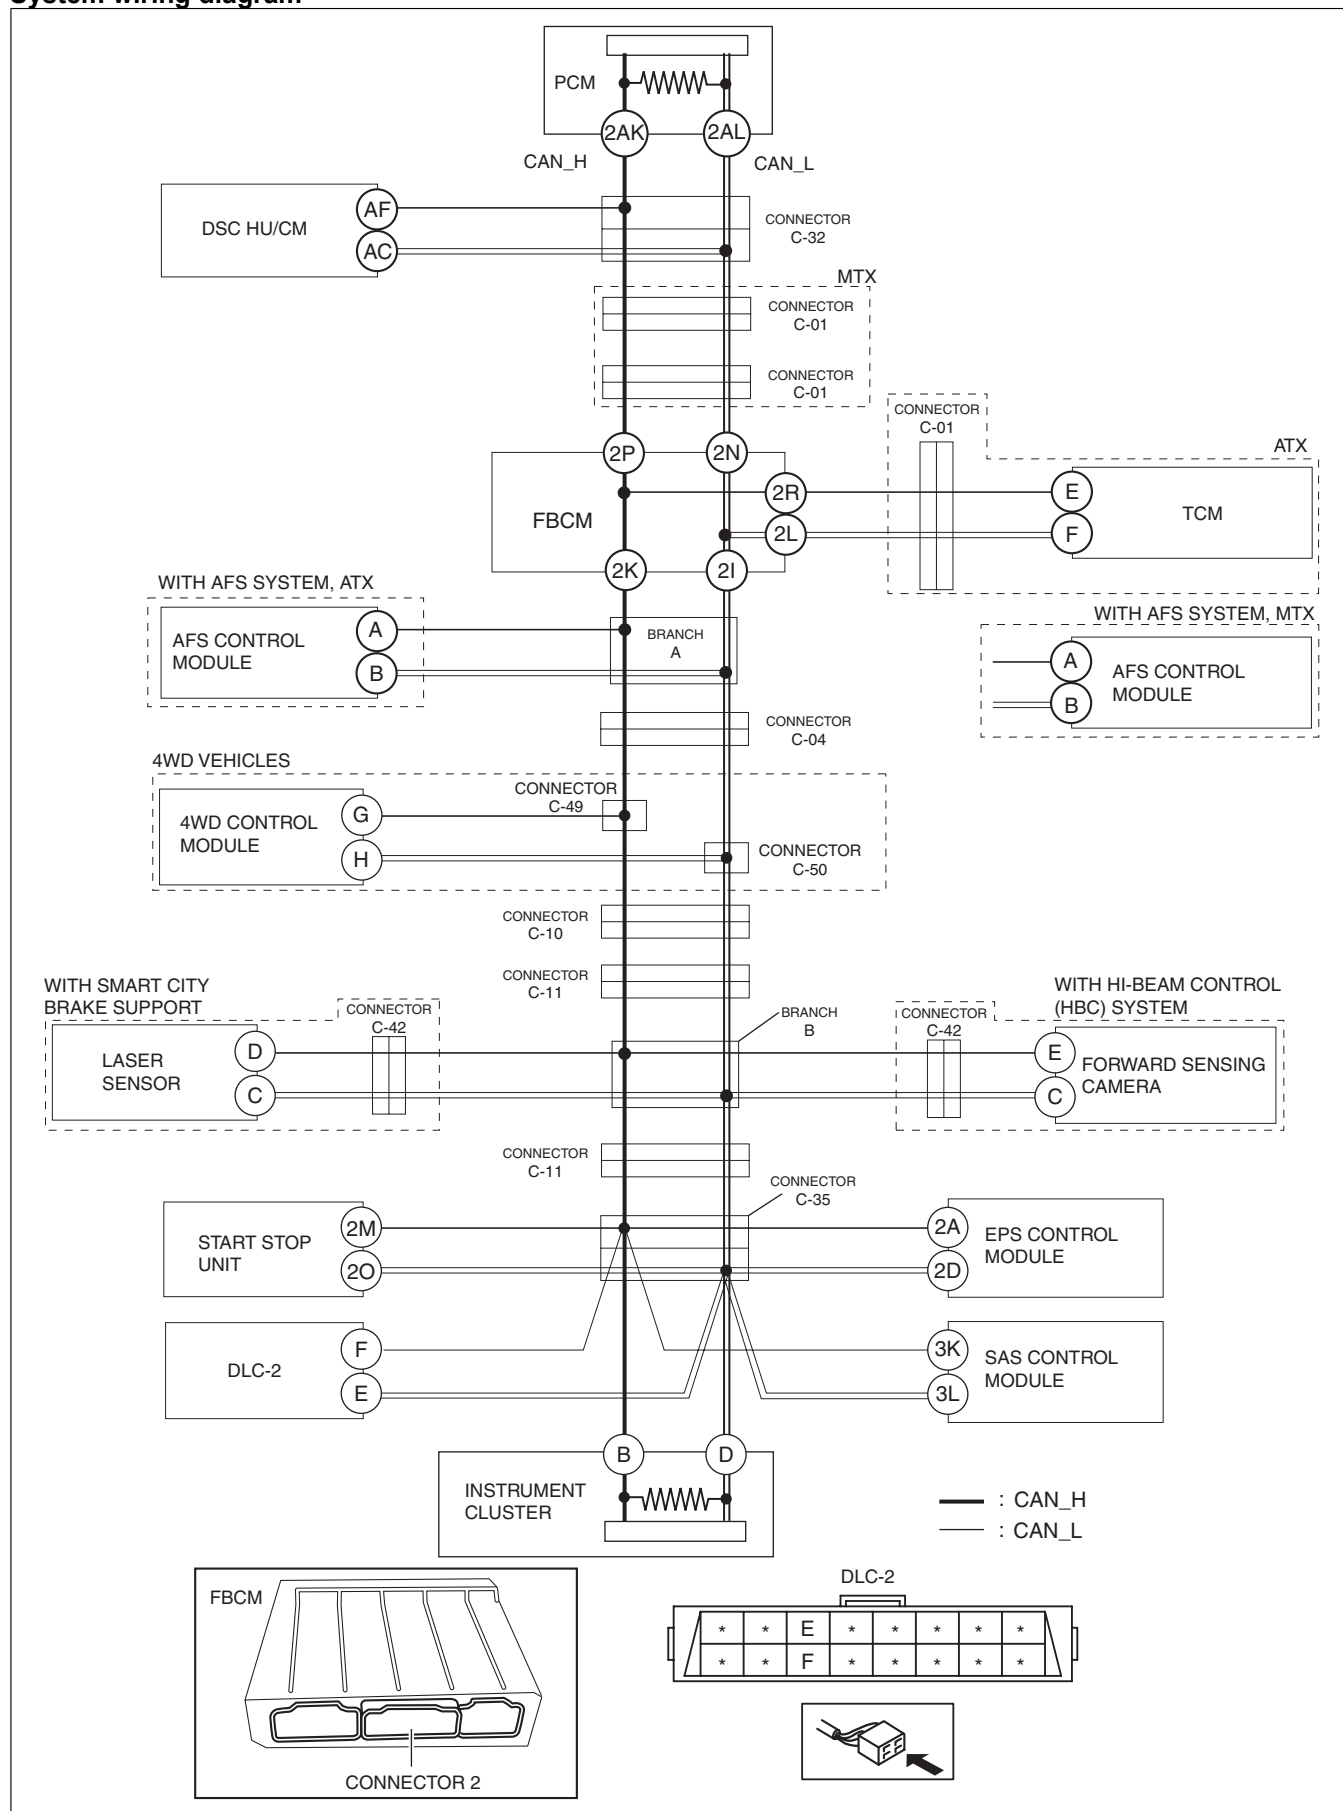 System wiring diagram
PCM
2AK
2AL
CAN_H
CAN_L
DSC HU/CM
AF
AC
CONNECTOR
C-32
MTX
CONNECTOR
C-01
CONNECTOR
C-01
CONNECTOR
C-01
ATX
2P
2N
2R
2L
FBCM
2K
2I
E
F
TCM
WITH AFS SYSTEM, ATX
AFS CONTROL
MODULE
A
B
BRANCH
A
WITH AFS SYSTEM, MTX
A
B
AFS CONTROL
MODULE
CONNECTOR
C-04
4WD VEHICLES
4WD CONTROL
MODULE
G
H
CONNECTOR
C-49
CONNECTOR
C-50
CONNECTOR
C-10
CONNECTOR
C-11
WITH SMART CITY
BRAKE SUPPORT
CONNECTOR
C-42
LASER
SENSOR
D
C
BRANCH
B
WITH HI-BEAM CONTROL
(HBC) SYSTEM
CONNECTOR
C-42
E
C
FORWARD SENSING
CAMERA
CONNECTOR
C-11
CONNECTOR
C-35
START STOP
UNIT
2M
2O
2A
2D
EPS CONTROL
MODULE
DLC-2
F
E
3K
3L
SAS CONTROL
MODULE
B
D
INSTRUMENT
CLUSTER
: CAN_H
: CAN_L
FBCM
CONNECTOR 2
DLC-2
* * E * * * * *
* * F * * * * *